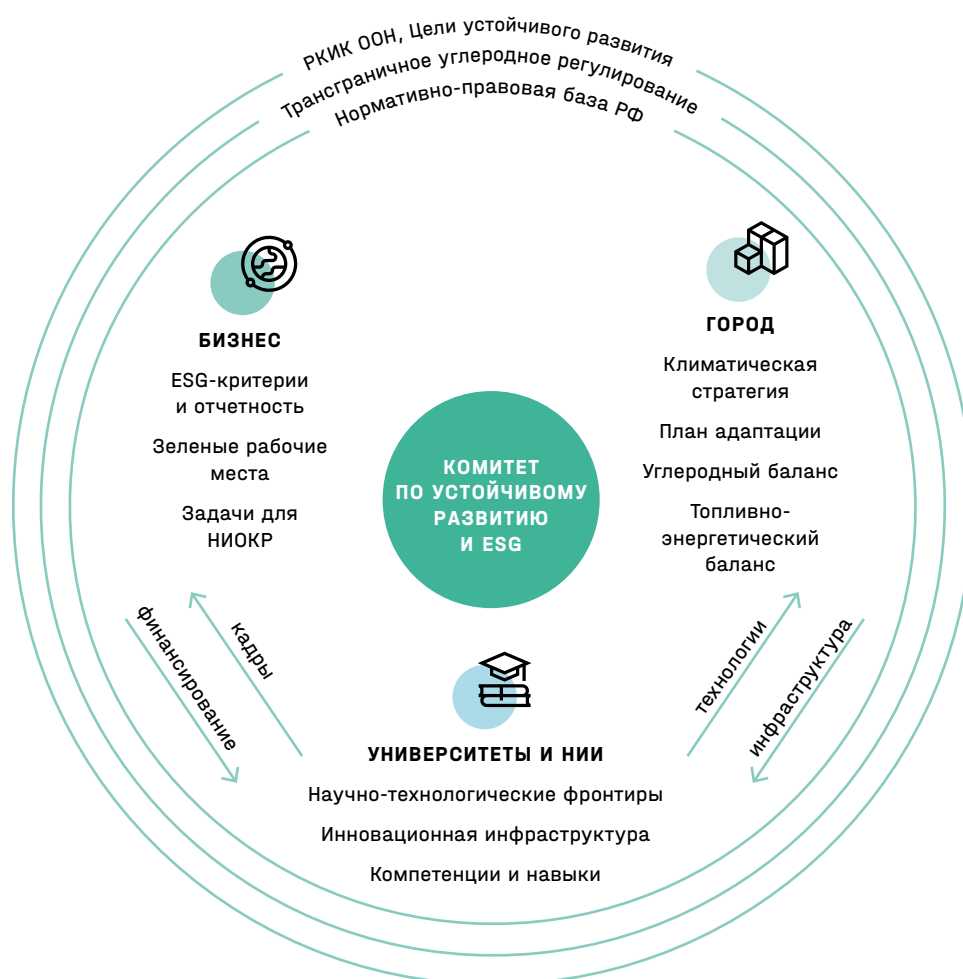 РКИК ООН, Цели устойчивого развития
Трансграничное углеродное регулирование
Нормативно-правовая база РФ
БИЗНЕС
ESG-критерии
и отчетность
Зеленые рабочие
места
Задачи для
НИОКР
ГОРОД
Климатическая
стратегия
План адаптации
Углеродный баланс
Топливно-
энергетический
баланс
КОМИТЕТ
ПО УСТОЙЧИВОМУ
РАЗВИТИЮ
И ESG
финансирование
кадры
технологии
инфраструктура
УНИВЕРСИТЕТЫ И НИИ
Научно-технологические фронтиры
Инновационная инфраструктура
Компетенции и навыки